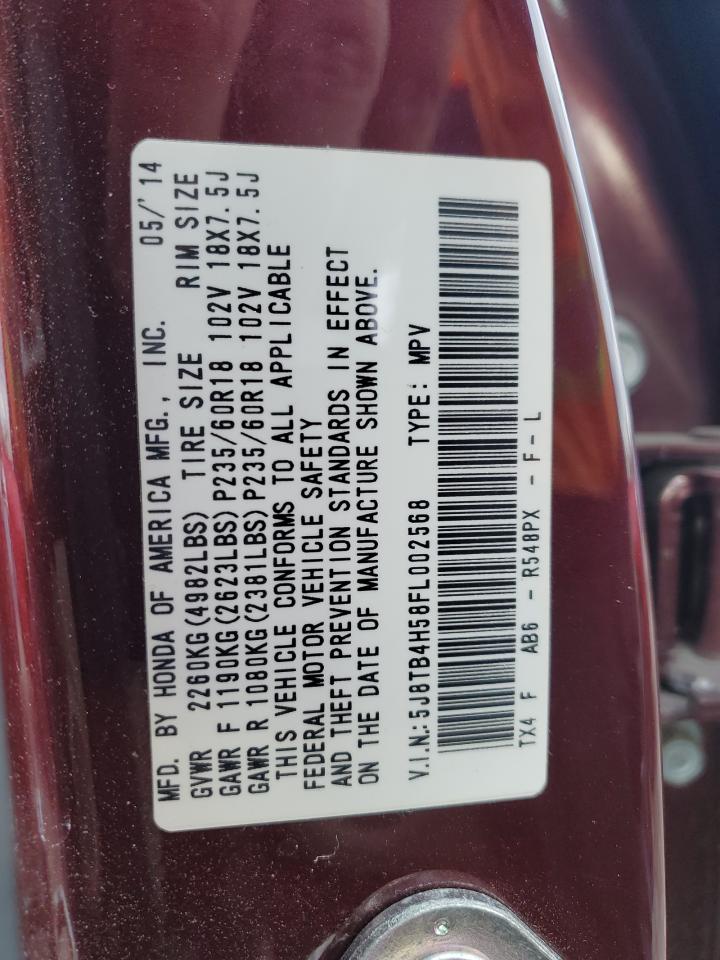 MFD. BY HONDA OF AMERICA MFG., INC. 05/'14
GVWR 2260KG(4982LBS) TIRE SIZE RIM SIZE
GAWR F 1190KG(2623LBS)P235/60R18 102V 18X7.5J
GAWR R 1080KG(2381LBS)P235/60R18 102V 18X7.5J
THIS VEHICLE CONFORMS TO ALL APPLICABLE
FEDERAL MOTOR VEHICLE SAFETY
AND THEFT PREVENTION STANDARDS IN EFFECT
ON THE DATE OF MANUFACTURE SHOWN ABOVE.
V.I.N.:5J8TB4H58FL002568 TYPE: MPV
TX4 F AB6 - R548PX - F - L